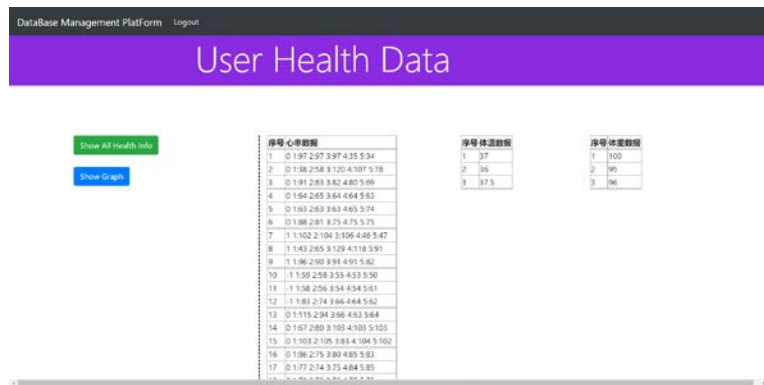 DataBase Management PlatForm Logout
User Health Data
Show All Health Info
Show Graph
序号 心率数据
1 0 1:97 2:97 3:97 4:35 5:34
2 0 1:38 2:58 3:120 4:107 5:78
3 0 1:91 2:83 3:82 4:80 5:69
4 0 1:64 2:65 3:64 4:64 5:63
5 0 1:63 2:63 3:63 4:65 5:74
6 0 1:88 2:81 3:75 4:75 5:75
7 1 1:102 2:104 3:106 4:46 5:47
8 1 1:43 2:65 3:129 4:118 5:91
9 1 1:96 2:90 3:91 4:91 5:82
10 -1 1:59 2:58 3:55 4:53 5:50
11 -1 1:58 2:56 3:54 4:54 5:61
12 -1 1:83 2:74 3:66 4:64 5:62
13 0 1:115 2:94 3:66 4:63 5:64
14 0 1:67 2:80 3:103 4:103 5:103
15 0 1:103 2:105 3:83 4:104 5:102
16 0 1:86 2:75 3:80 4:85 5:83
17 0 1:77 2:74 3:75 4:84 5:85
序号 体温数据
1 37
2 36
3 37.5
序号 体重数据
1 100
2 95
3 96